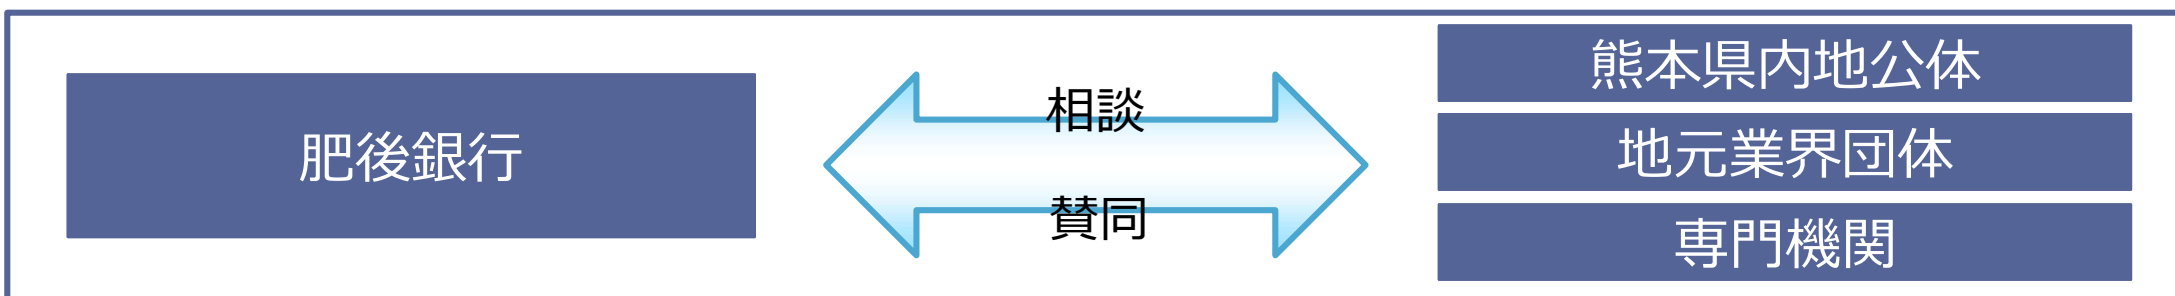 肥後銀行
相談
賛同
熊本県内地公体
地元業界団体
専門機関